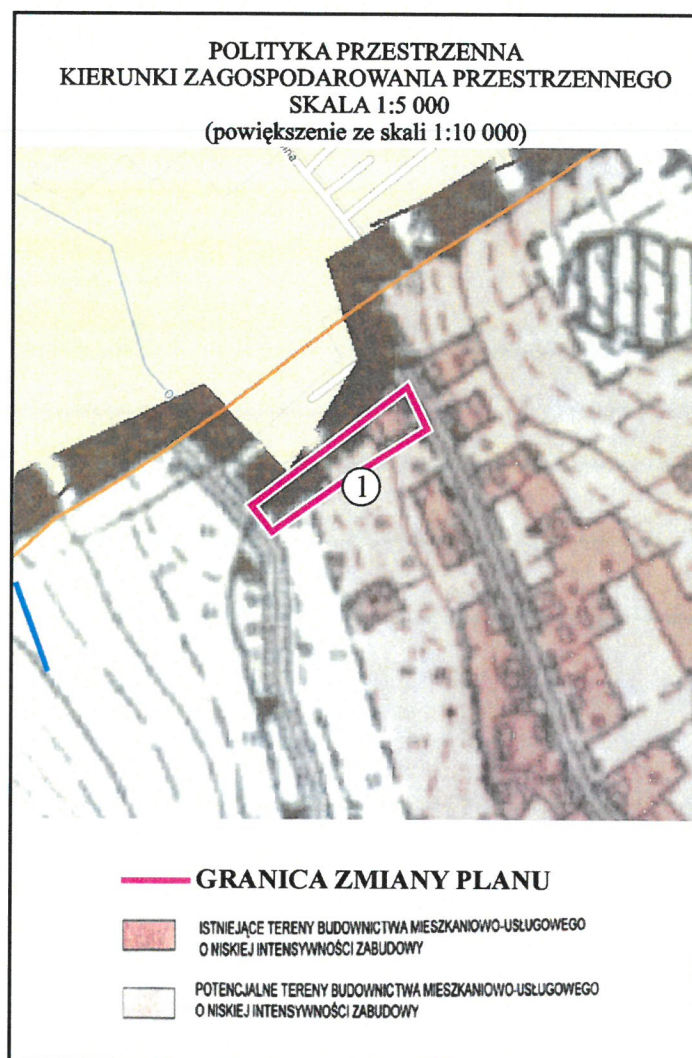 POLITYKA PRZESTRZENNA
KIERUNKI ZAGOSPODAROWANIA PRZESTRZENNEGO
SKALA 1:5 000
(powiększenie ze skali 1:10 000)
1
GRANICA ZMIANY PLANU
ISTNIEJĄCE TERENY BUDOWNICTWA MIESZKANIOWO-USŁUGOWEGO
O NISKIEJ INTENSYWNOŚCI ZABUDOWY
POTENCJALNE TERENY BUDOWNICTWA MIESZKANIOWO-USŁUGOWEGO
O NISKIEJ INTENSYWNOŚCI ZABUDOWY